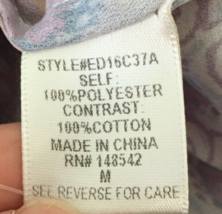 STYLE#ED16C37A
SELF:
100%POLYESTER
CONTRAST:
100%COTTON
MADE IN CHINA
RN# 148542
M
SEE REVERSE FOR CARE